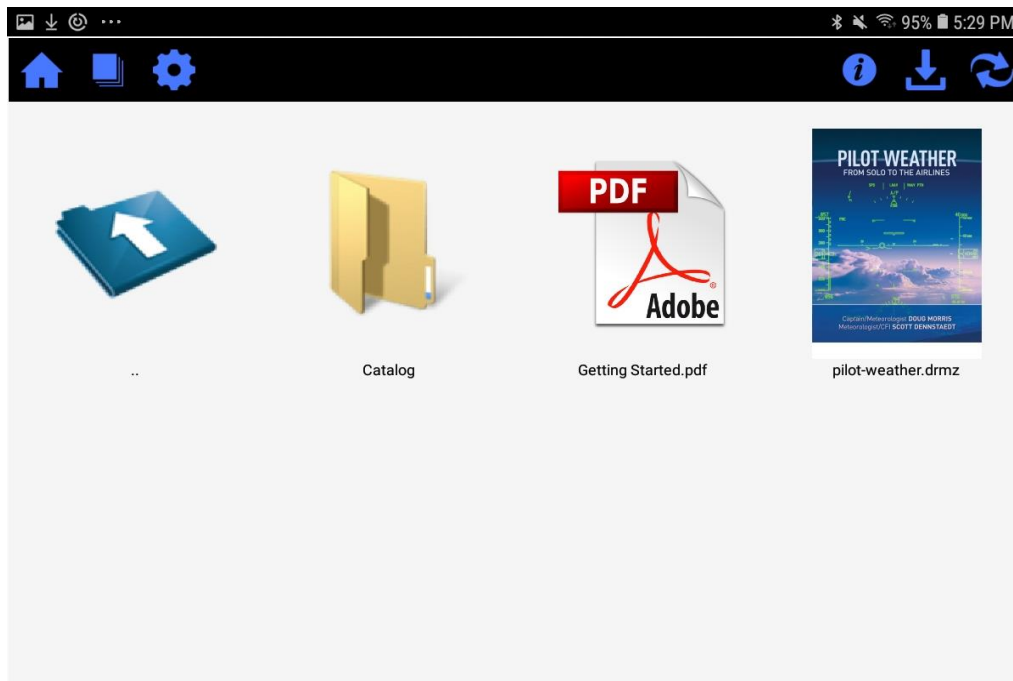 95% 5:29 PM
PILOT WEATHER
FROM SOLO TO THE AIRLINES
PDF
Adobe
Captain/Meteorologist DOUG MORRIS
Meteorologist/CFI SCOTT DENNSTAEDT
..
Catalog
Getting Started.pdf
pilot-weather.drmz